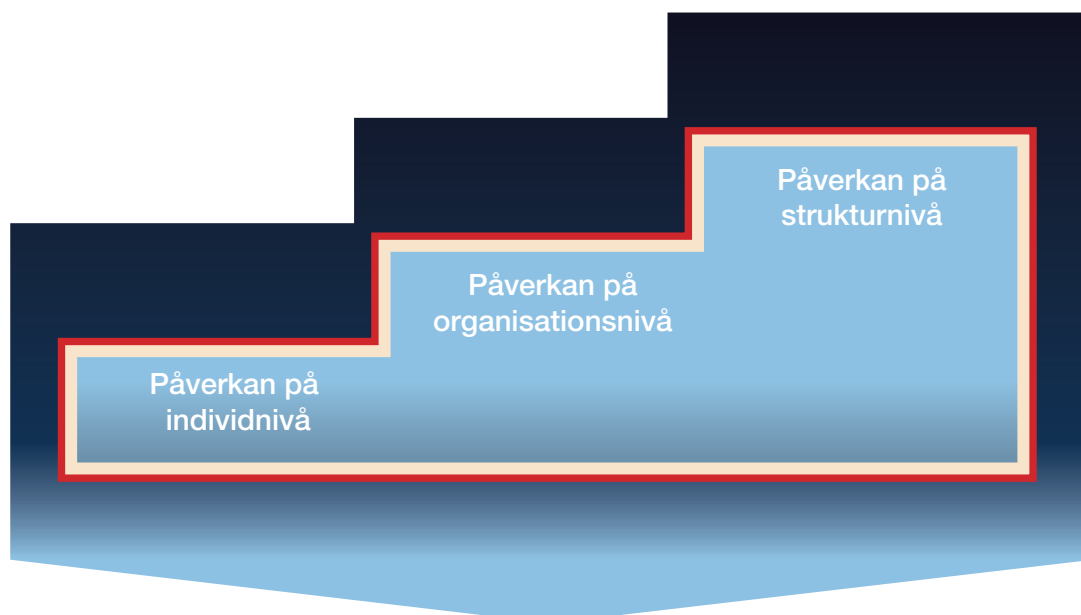 Påverkan på
strukturnivå
Påverkan på
organisationsnivå
Påverkan på
individnivå